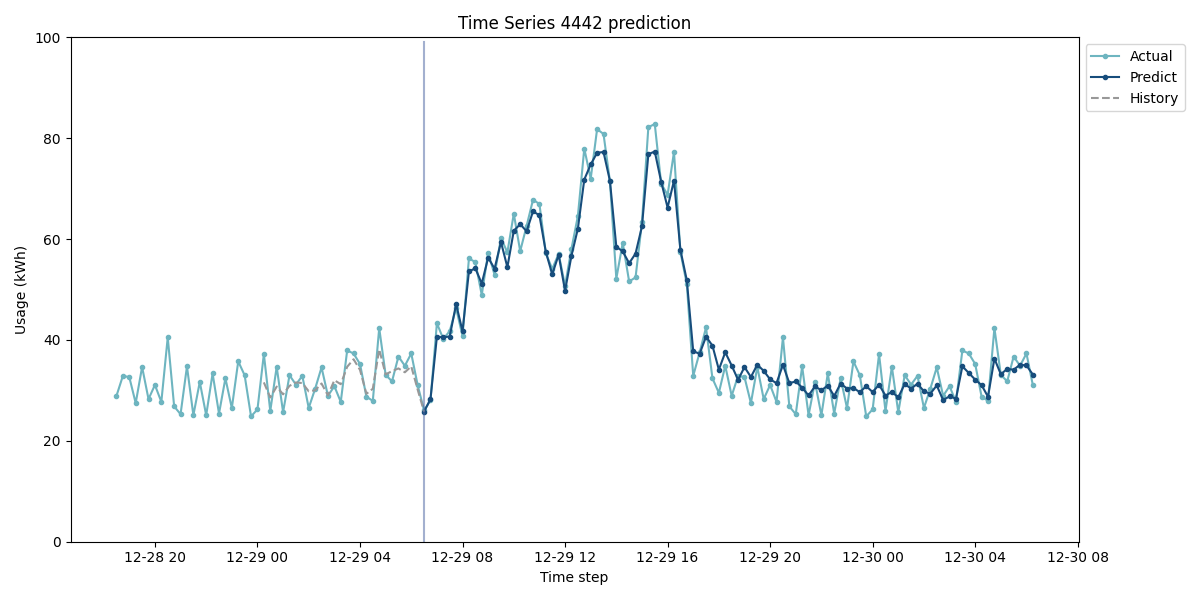 Time Series 4442 prediction
100
80
60
40
20
0
Usage (kWh)
12-28 20
12-29 00
12-29 04
12-29 08
12-29 12
12-29 16
12-29 20
12-30 00
12-30 04
12-30 08
Time step
Actual
Predict
History